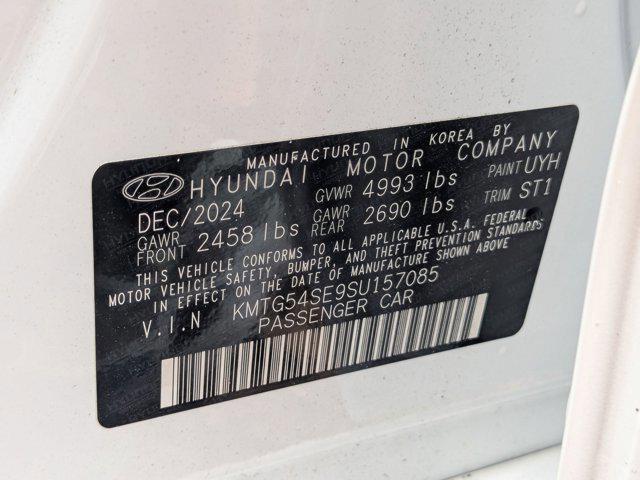 MANUFACTURED IN KOREA BY
HYUNDAI MOTOR COMPANY
DEC/2024 GVWR 4993 lbs PAINT UYH
GAWR FRONT 2458 lbs GAWR REAR 2690 lbs TRIM ST1
THIS VEHICLE CONFORMS TO ALL APPLICABLE U.S.A. FEDERAL
MOTOR VEHICLE SAFETY, BUMPER, AND THEFT PREVENTION STANDARDS
IN EFFECT ON THE DATE OF MANUFACTURE SHOWN ABOVE
V.I.N KMTG54SE9SU157085
PASSENGER CAR